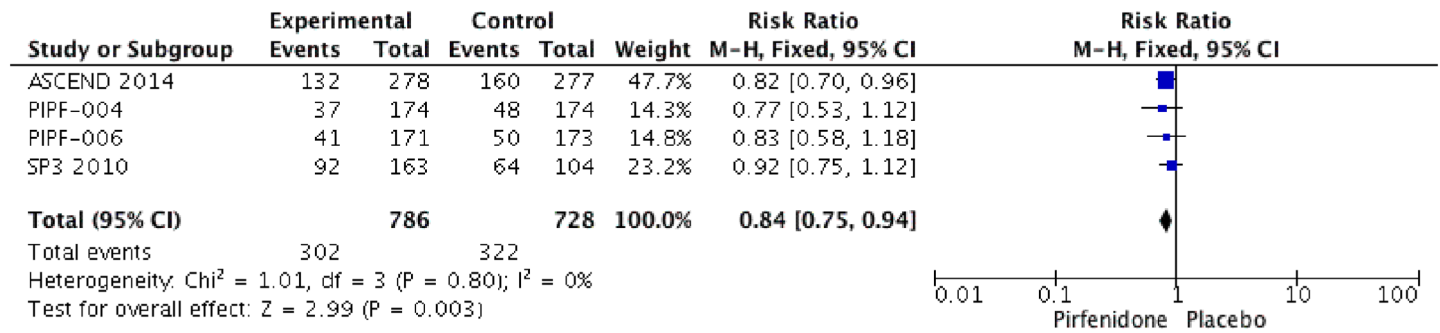 Experimental Control Risk Ratio Risk Ratio
Study or Subgroup Events Total Events Total Weight M-H, Fixed, 95% CI M-H, Fixed, 95% CI
ASCEND 2014 132 278 160 277 47.7% 0.82 [0.70, 0.96]
PIPF-004 37 174 48 174 14.3% 0.77 [0.53, 1.12]
PIPF-006 41 171 50 173 14.8% 0.83 [0.58, 1.18]
SP3 2010 92 163 64 104 23.2% 0.92 [0.75, 1.12]
Total (95% CI) 786 728 100.0% 0.84 [0.75, 0.94]
Total events 302 322
Heterogeneity: Chi² = 1.01, df = 3 (P = 0.80); I² = 0%
Test for overall effect: Z = 2.99 (P = 0.003)
0.01 0.1 1 10 100
Pirfenidone Placebo